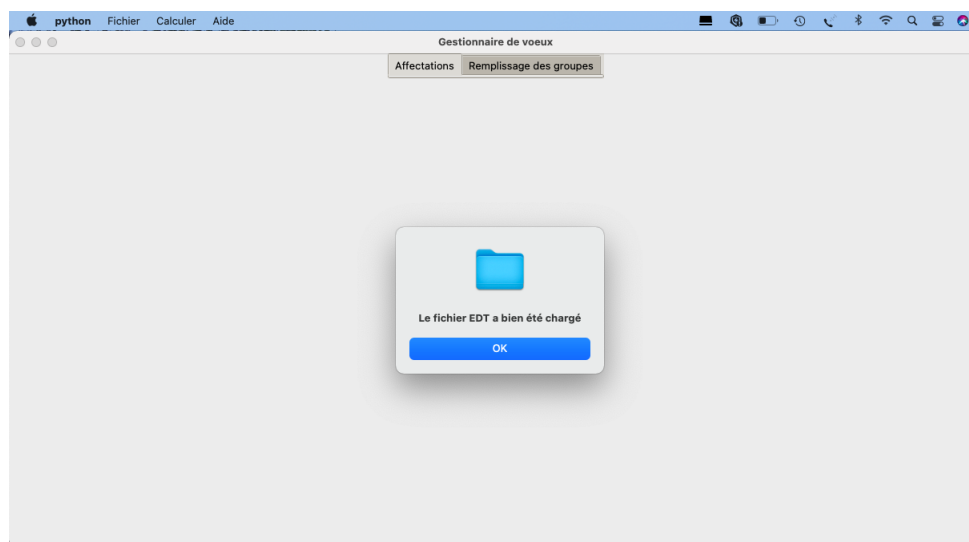 python Fichier Calculer Aide
Gestionnaire de voeux
Affectations Remplissage des groupes
Le fichier EDT a bien été chargé
OK